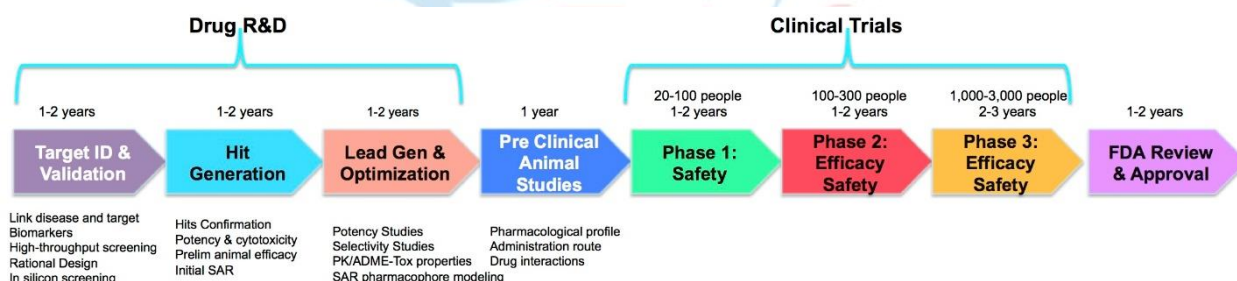 Drug R&D
Clinical Trials
1-2 years
1-2 years
1-2 years
1 year
20-100 people
1-2 years
100-300 people
1-2 years
1,000-3,000 people
2-3 years
1-2 years
Target ID &
Validation
Hit
Generation
Lead Gen &
Optimization
Pre Clinical
Animal
Studies
Phase 1:
Safety
Phase 2:
Efficacy
Safety
Phase 3:
Efficacy
Safety
FDA Review
& Approval
Link disease and target
Biomarkers
High-throughput screening
Rational Design
In silicon screening
Hits Confirmation
Potency & cytotoxicity
Prelim animal efficacy
Initial SAR
Potency Studies
Selectivity Studies
PK/ADME-Tox properties
SAR pharmacophore modeling
Pharmacological profile
Administration route
Drug interactions